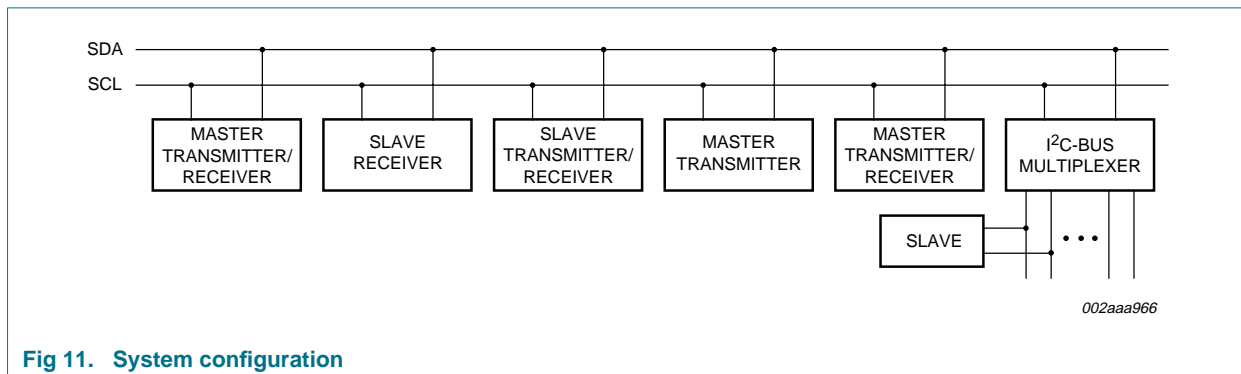 SDA
SCL
MASTER
TRANSMITTER/
RECEIVER
SLAVE
RECEIVER
SLAVE
TRANSMITTER/
RECEIVER
MASTER
TRANSMITTER
MASTER
TRANSMITTER/
RECEIVER
I²C-BUS
MULTIPLEXER
SLAVE
002aaa966
Fig 11. System configuration